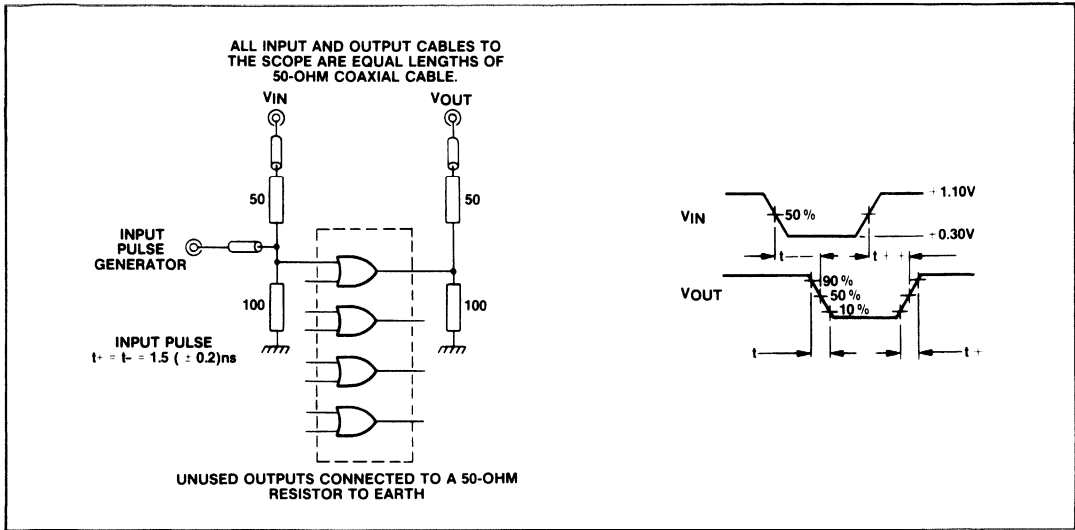 ALL INPUT AND OUTPUT CABLES TO
THE SCOPE ARE EQUAL LENGTHS OF
50-OHM COAXIAL CABLE.
VIN
VOUT
50
50
INPUT
PULSE
GENERATOR
100
100
INPUT PULSE
t+ = t- = 1.5 ( ± 0.2)ns
UNUSED OUTPUTS CONNECTED TO A 50-OHM
RESISTOR TO EARTH
+1.10V
VIN
50 %
+0.30V
t--
t++
VOUT
90 %
50 %
10 %
t-
t+